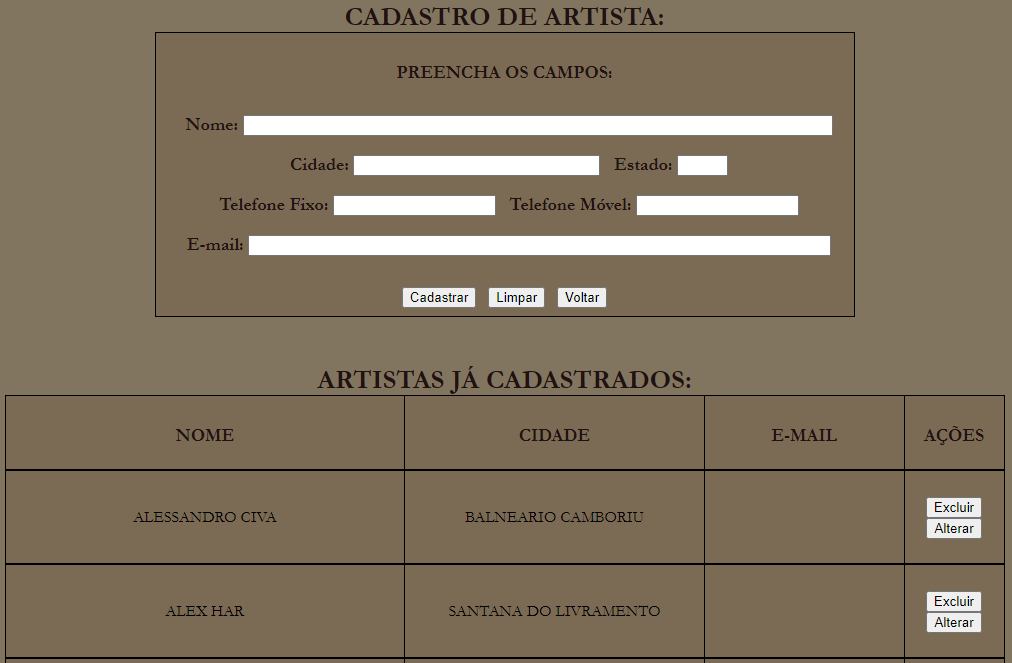 CADASTRO DE ARTISTA:
PREENCHA OS CAMPOS:
Nome:
Cidade: Estado:
Telefone Fixo: Telefone Móvel:
E-mail:
Cadastrar Limpar Voltar
ARTISTAS JÁ CADASTRADOS:
NOME CIDADE E-MAIL AÇÕES
ALESSANDRO CIVA BALNEARIO CAMBORIU Excluir
Alterar
ALEX HAR SANTANA DO LIVRAMENTO Excluir
Alterar